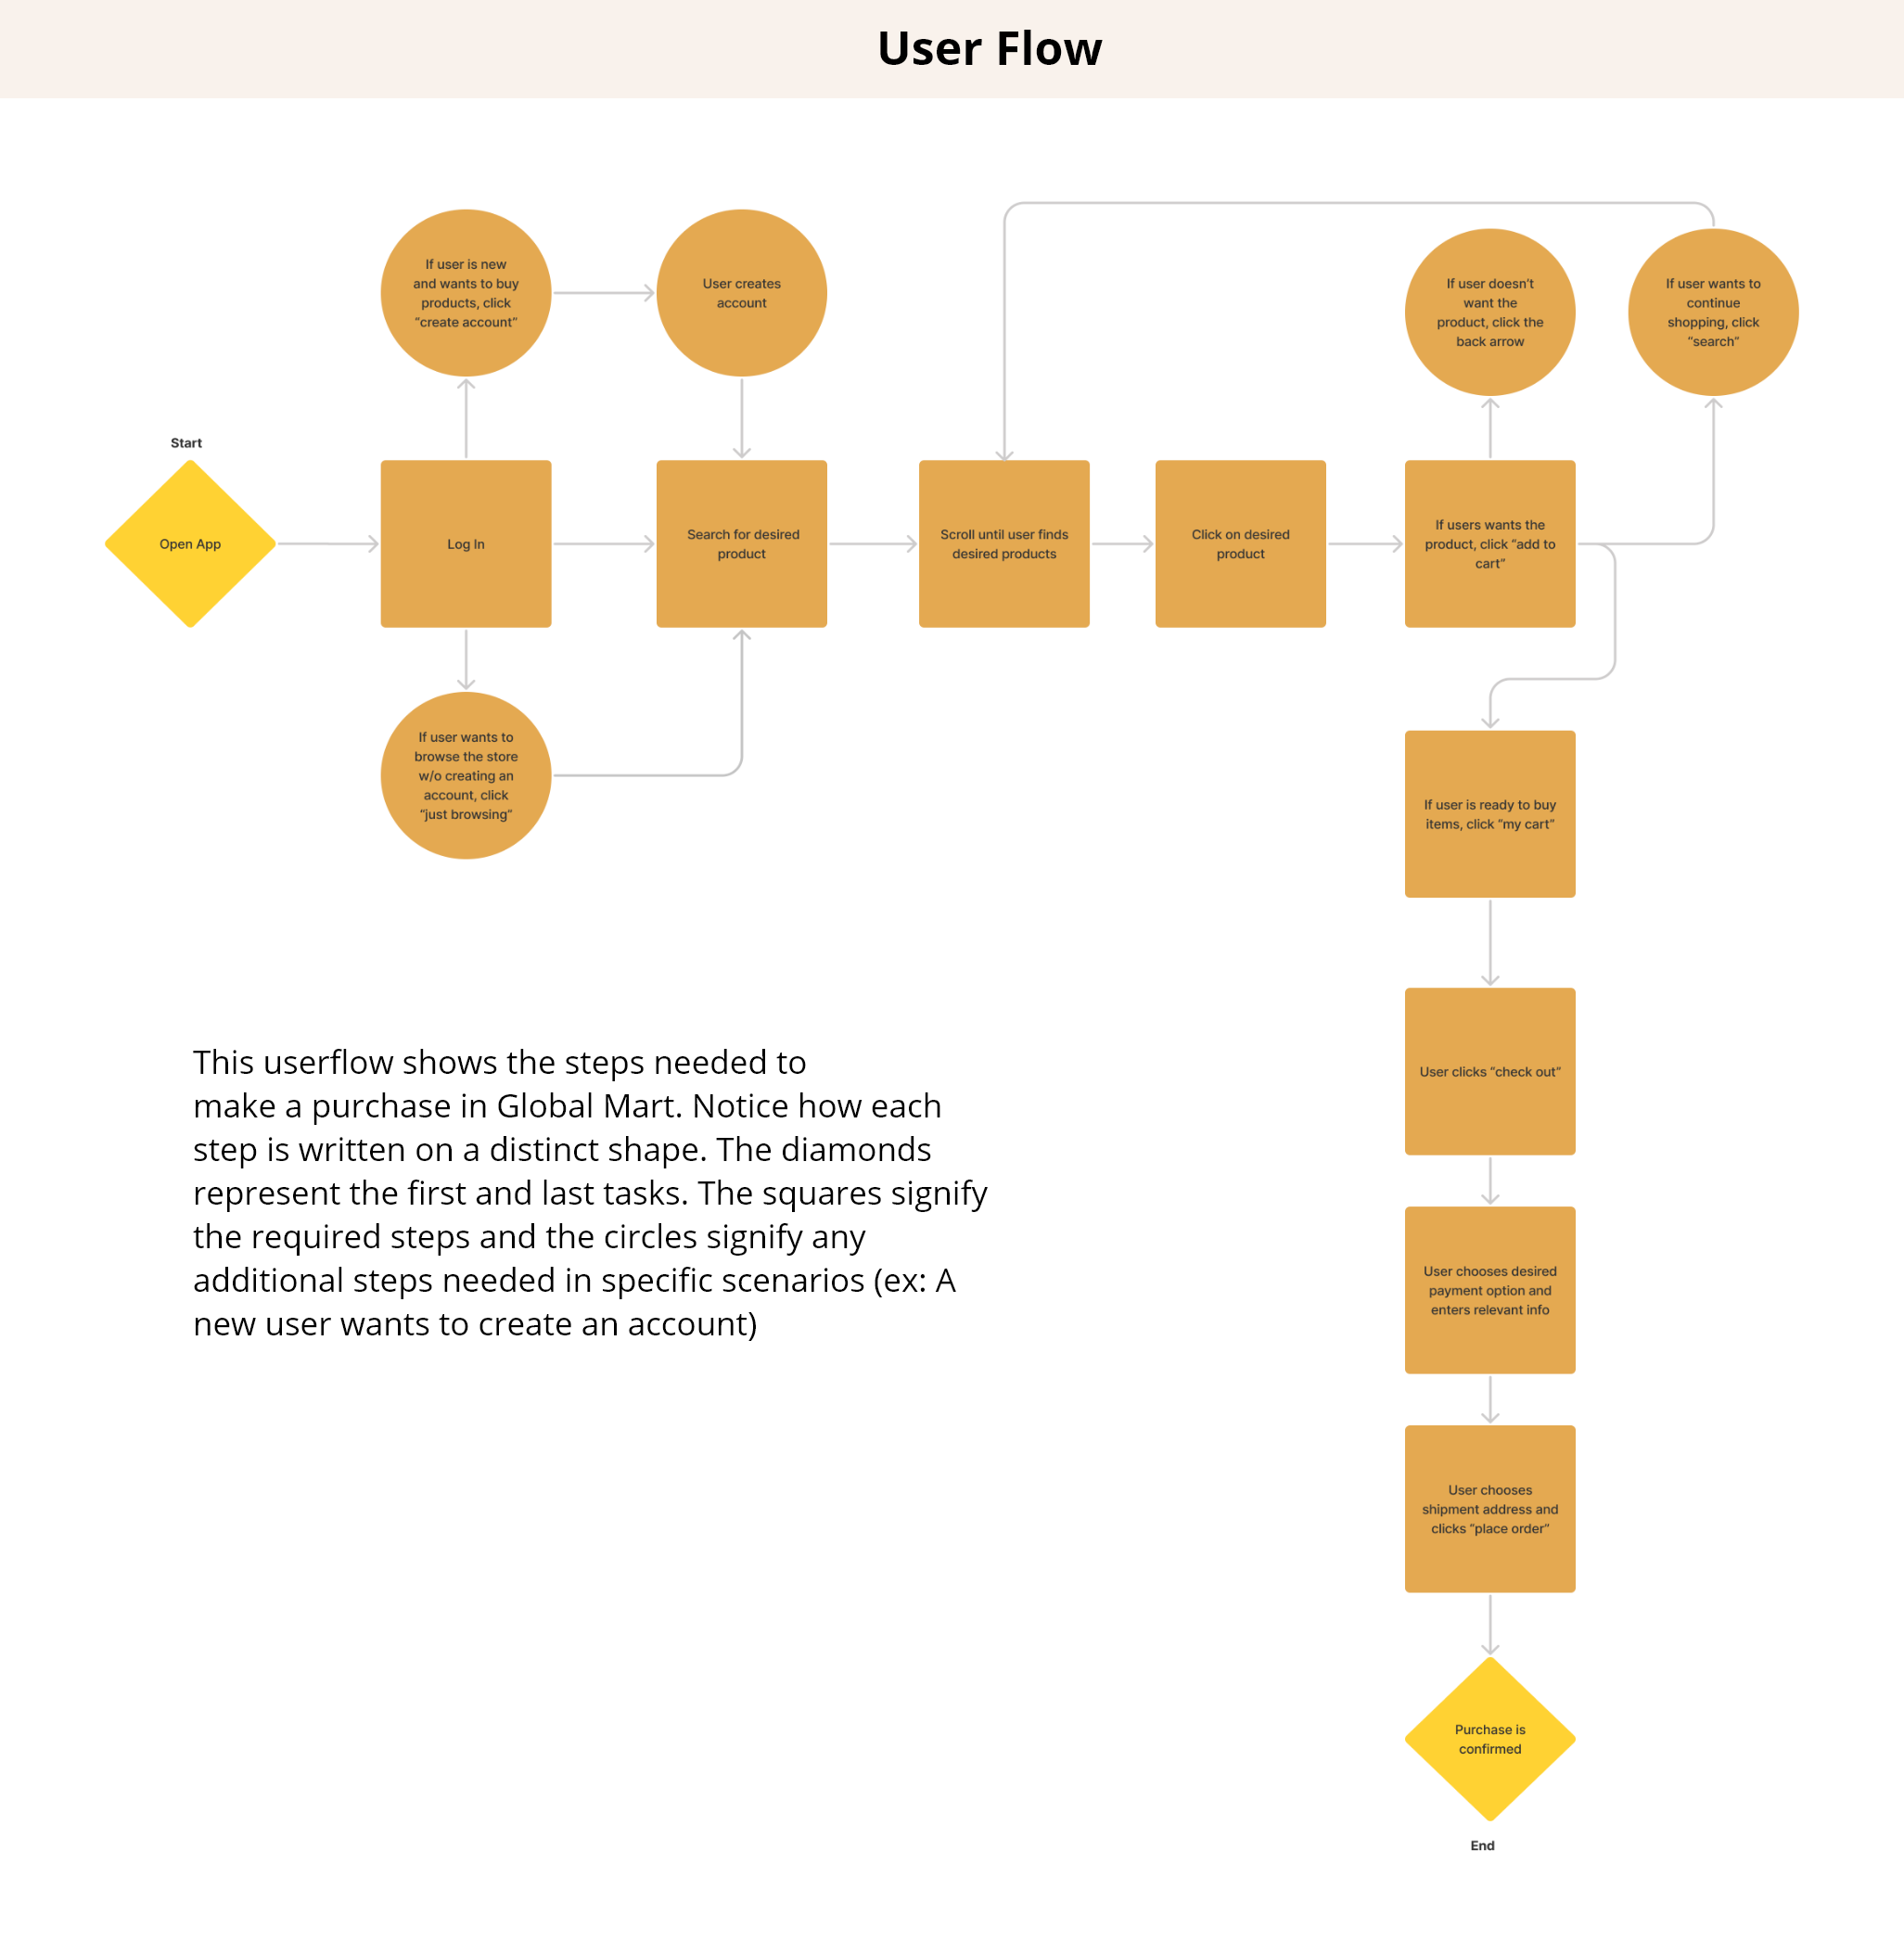 User Flow
If user is new
and wants to buy
products, click
“create account”
User creates
account
If user doesn’t
want the
product, click the
back arrow
If user wants to
continue
shopping, click
“search”
Start
Open App
Log In
Search for desired
product
Scroll until user finds
desired products
Click on desired
product
If users wants the
product, click “add to
cart”
If user wants to
browse the store
w/o creating an
account, click
“just browsing”
If user is ready to buy
items, click “my cart”
User clicks “check out”
This userflow shows the steps needed to
make a purchase in Global Mart. Notice how each
step is written on a distinct shape. The diamonds
represent the first and last tasks. The squares signify
the required steps and the circles signify any
additional steps needed in specific scenarios (ex: A
new user wants to create an account)
User chooses desired
payment option and
enters relevant info
User chooses
shipment address and
clicks “place order”
Purchase is
confirmed
End